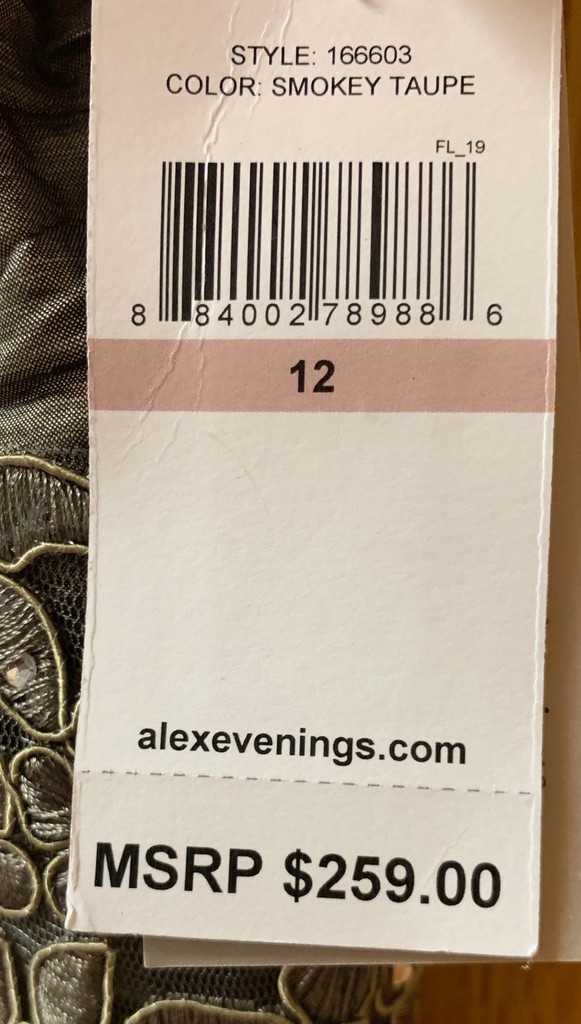 STYLE: 166603
COLOR: SMOKEY TAUPE
FL_19
8 84002 78988 6
12
alexevenings.com
MSRP $259.00